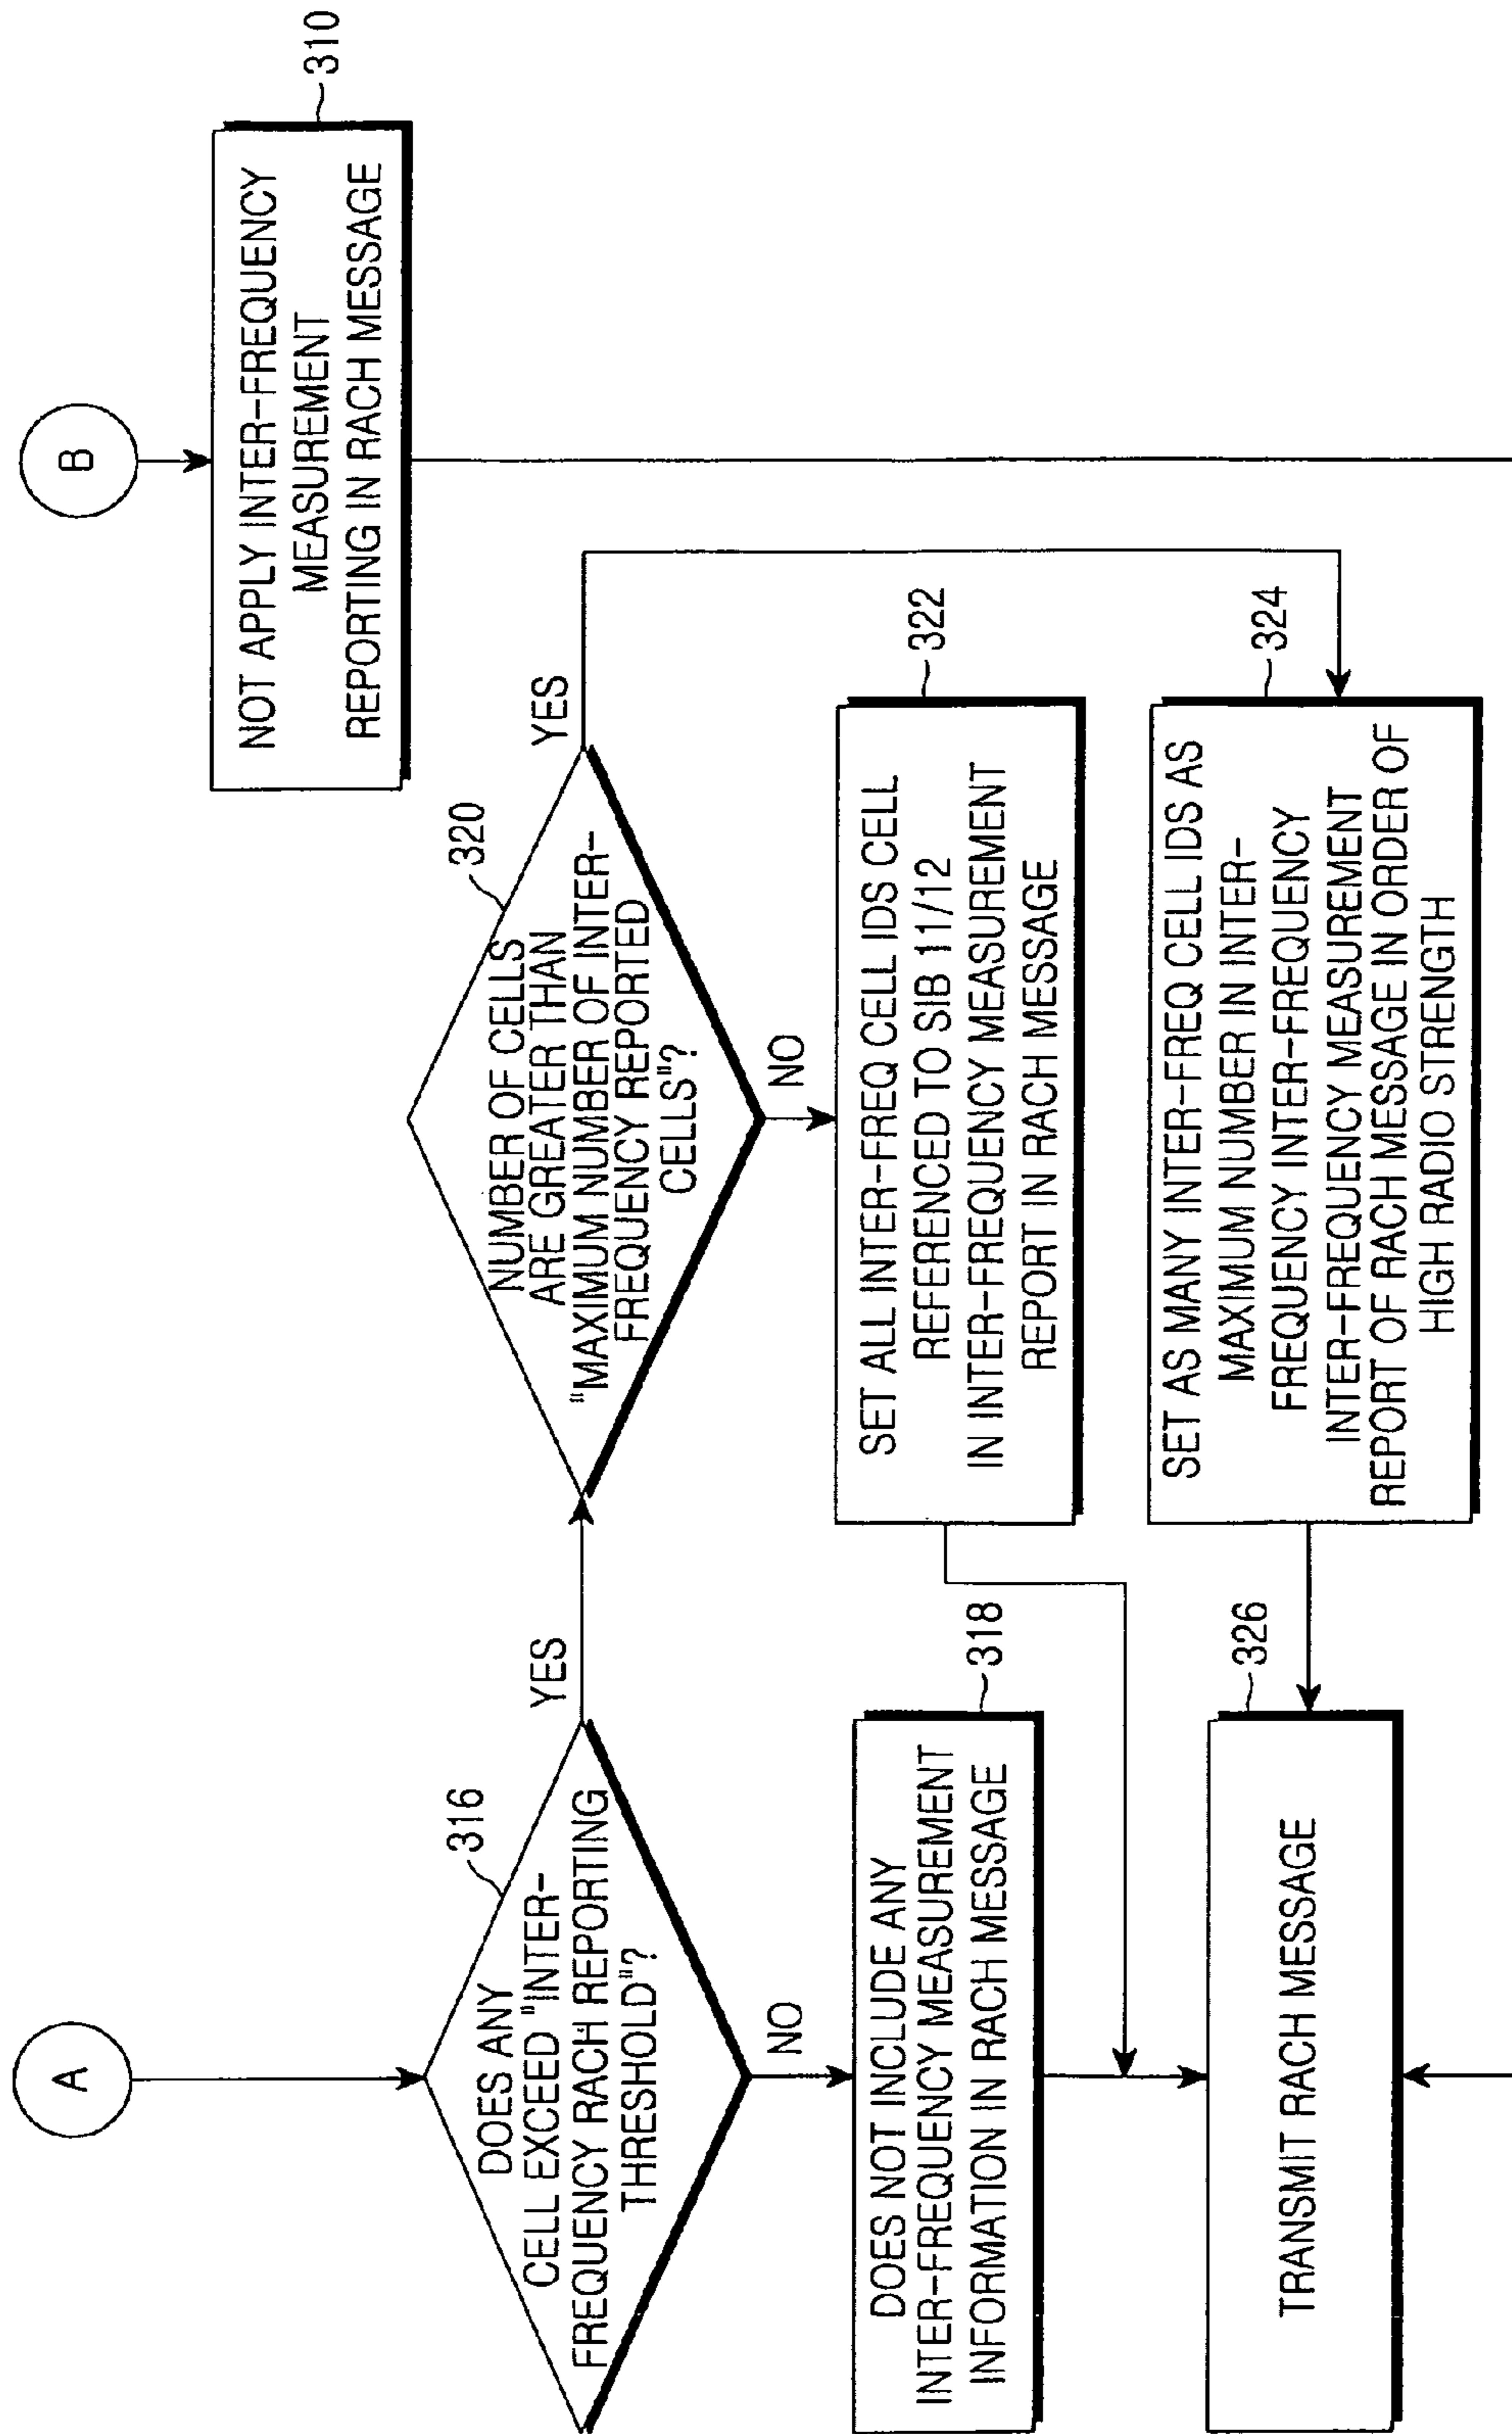 A
DOES ANY
CELL EXCEED "INTER-
FREQUENCY RACH REPORTING
THRESHOLD"?
316
YES
NO
DOES NOT INCLUDE ANY
INTER-FREQUENCY MEASUREMENT
INFORMATION IN RACH MESSAGE
318
TRANSMIT RACH MESSAGE
326
NUMBER OF CELLS
ARE GREATER THAN
"MAXIMUM NUMBER OF INTER-
FREQUENCY REPORTED
CELLS"?
320
YES
NO
SET ALL INTER-FREQ CELL IDS CELL
REFERENCED TO SIB 11/12
IN INTER-FREQUENCY MEASUREMENT
REPORT IN RACH MESSAGE
322
SET AS MANY INTER-FREQ CELL IDS AS
MAXIMUM NUMBER IN INTER-
FREQUENCY INTER-FREQUENCY
INTER-FREQUENCY MEASUREMENT
REPORT OF RACH MESSAGE IN ORDER OF
HIGH RADIO STRENGTH
324
B
NOT APPLY INTER-FREQUENCY
MEASUREMENT
REPORTING IN RACH MESSAGE
310